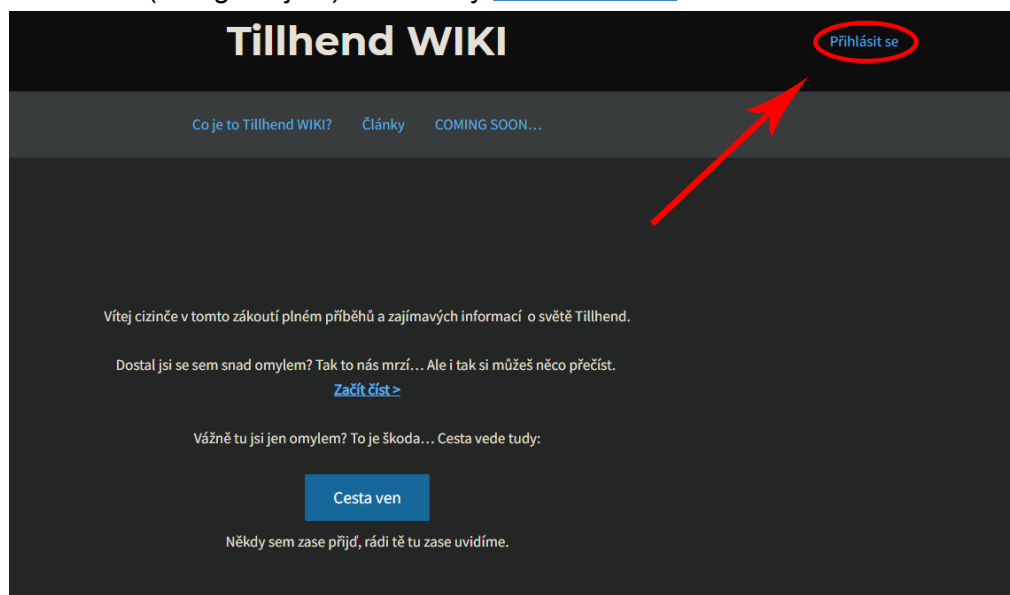 Tillhend WIKI
Přihlásit se
Co je to Tillhend WIKI? Články COMING SOON...
Vítej cizinče v tomto zákoutí plném příběhů a zajímavých informací o světě Tillhend.
Dostal jsi se sem snad omylem? Tak to nás mrzí... Ale i tak si můžeš něco přečíst.
Začít číst >
Vážně tu jsi jen omylem? To je škoda... Cesta vede tudy:
Cesta ven
Někdy sem zase přijď, rádi tě tu zase uvidíme.